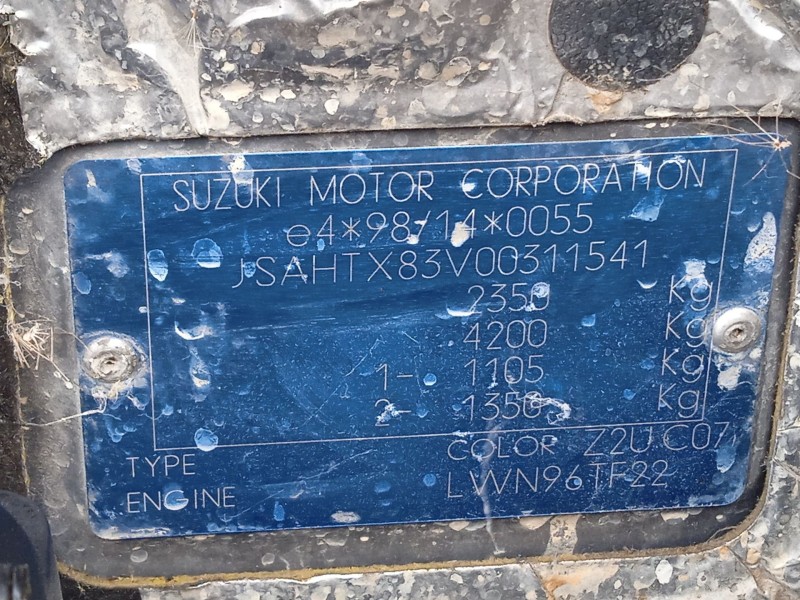 SUZUKI MOTOR CORPORATION
e4*98/14*0055
JSAHTX83V00311541
2350 Kg
4200 Kg
1- 1105 Kg
2- 1350 Kg
TYPE COLOR Z2U C07
ENGINE LWN96TF22